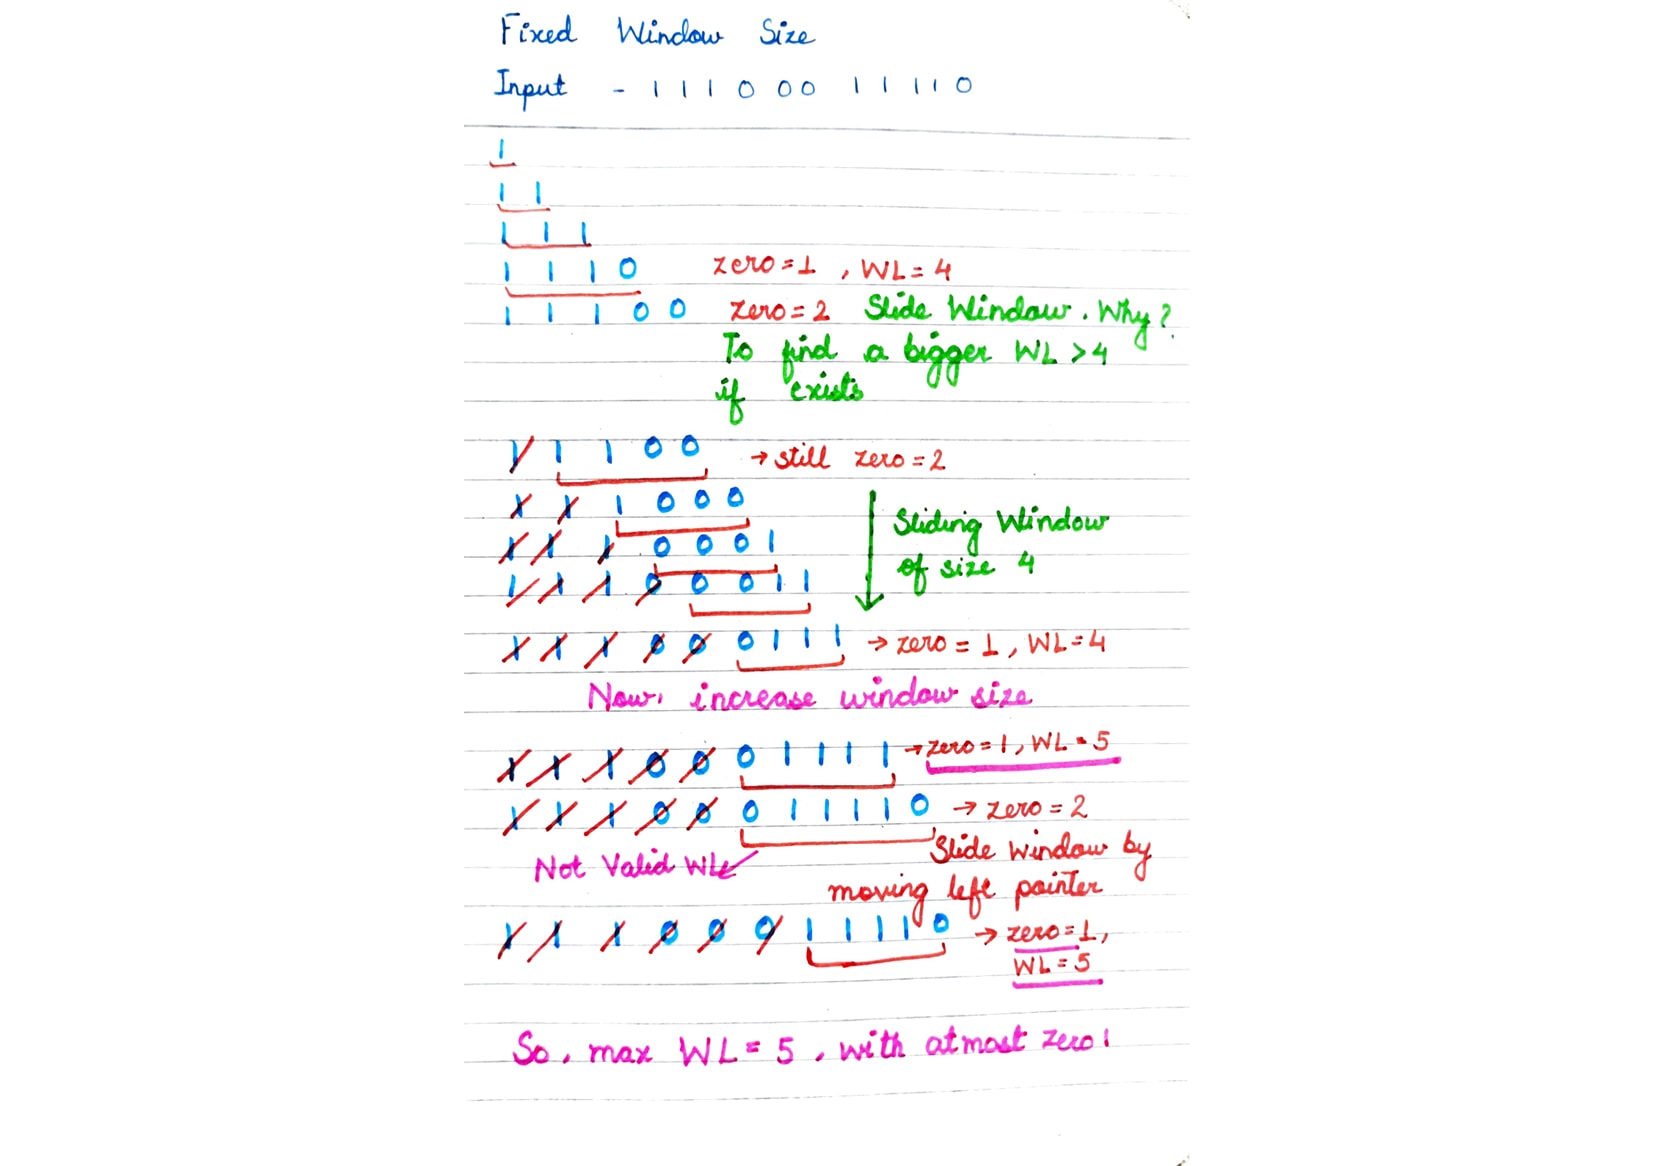 Fixed Window Size
Input - 1 1 1 0 0 0 1 1 1 1 0
1
1 1
1 1 1
1 1 1 0 zero=1 , WL=4
1 1 1 0 0 zero=2 Slide Window. Why?
To find a bigger WL >4
if exists
1 1 1 0 0 → still zero=2
1 1 1 0 0 0
1 1 1 0 0 0 1
Sliding Window
of size 4
1 1 1 0 0 0 1 1
1 1 1 0 0 0 1 1 1 → zero = 1, WL=4
Now, increase window size
1 1 1 0 0 0 1 1 1 1 → zero=1, WL=5
1 1 1 0 0 0 1 1 1 1 0 → zero=2
Slide window by
Not Valid WL
moving left pointer
1 1 1 0 0 0 1 1 1 1 0 → zero=1,
WL=5
So, max WL=5, with atmost zero 1